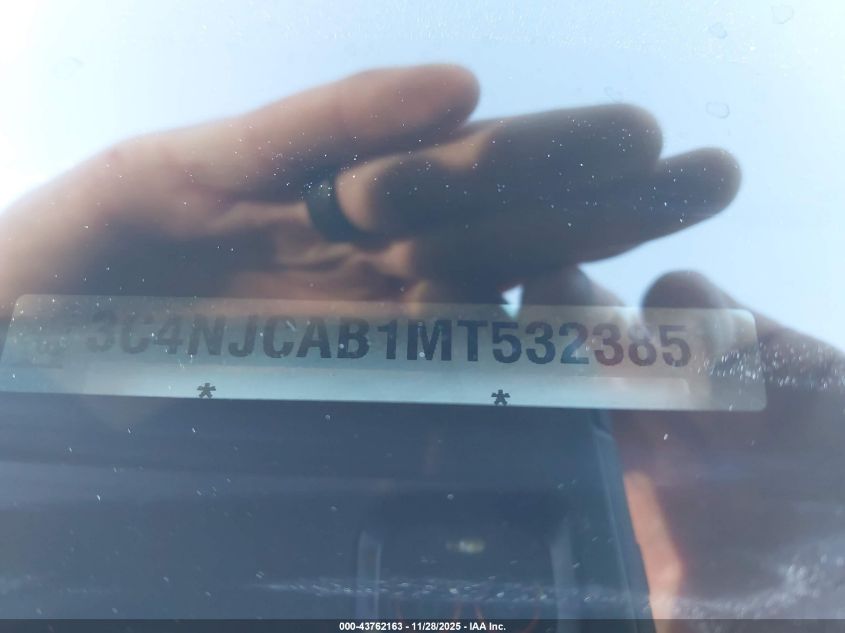 3C4NJCAB1MT532385
* *
000-43762163 - 11/28/2025 - IAA Inc.